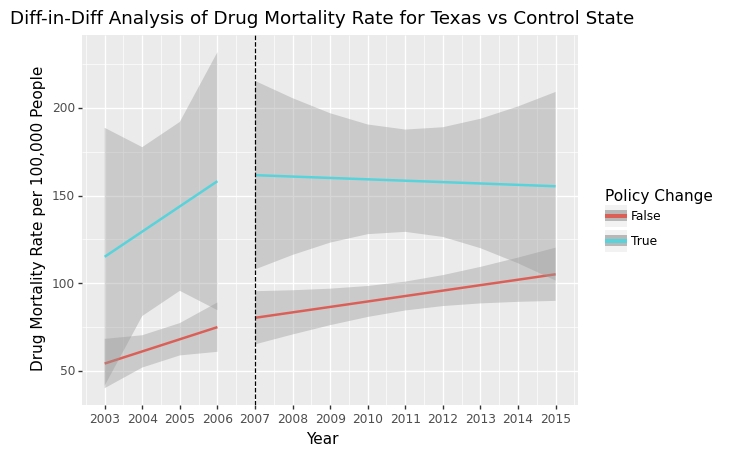 Diff-in-Diff Analysis of Drug Mortality Rate for Texas vs Control State
Drug Mortality Rate per 100,000 People
200
150
100
50
2003 2004 2005 2006 2007 2008 2009 2010 2011 2012 2013 2014 2015
Year
Policy Change
False
True